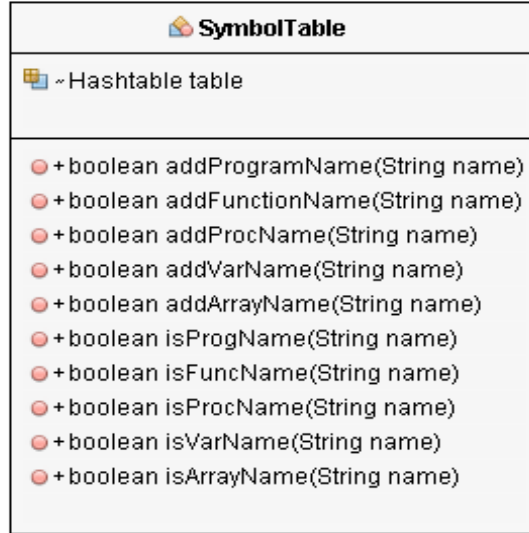 SymbolTable
~Hashtable table
+boolean addProgramName(String name)
+boolean addFunctionName(String name)
+boolean addProcName(String name)
+boolean addVarName(String name)
+boolean addArrayName(String name)
+boolean isProgName(String name)
+boolean isFuncName(String name)
+boolean isProcName(String name)
+boolean isVarName(String name)
+boolean isArrayName(String name)